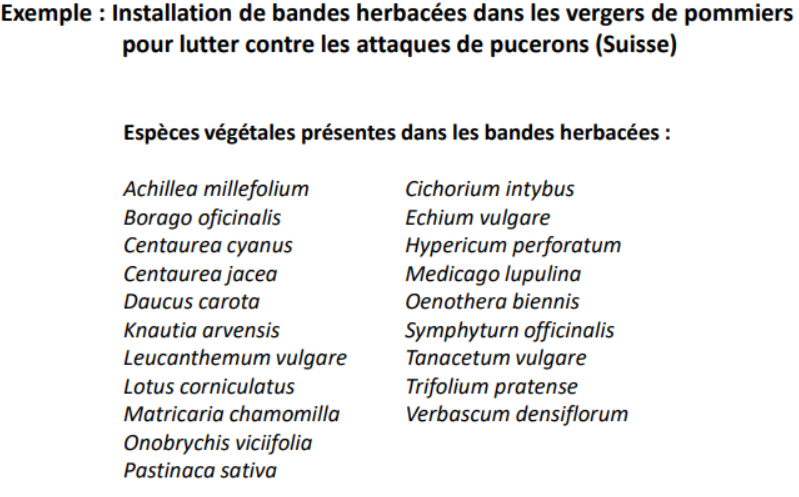 Exemple : Installation de bandes herbacées dans les vergers de pommiers
pour lutter contre les attaques de pucerons (Suisse)
Espèces végétales présentes dans les bandes herbacées :
Achillea millefolium
Borago oficinalis
Centaurea cyanus
Centaurea jacea
Daucus carota
Knautia arvensis
Leucanthemum vulgare
Lotus corniculatus
Matricaria chamomilla
Onobrychis viciifolia
Pastinaca sativa
Cichorium intybus
Echium vulgare
Hypericum perforatum
Medicago lupulina
Oenothera biennis
Symphyturn officinalis
Tanacetum vulgare
Trifolium pratense
Verbascum densiflorum